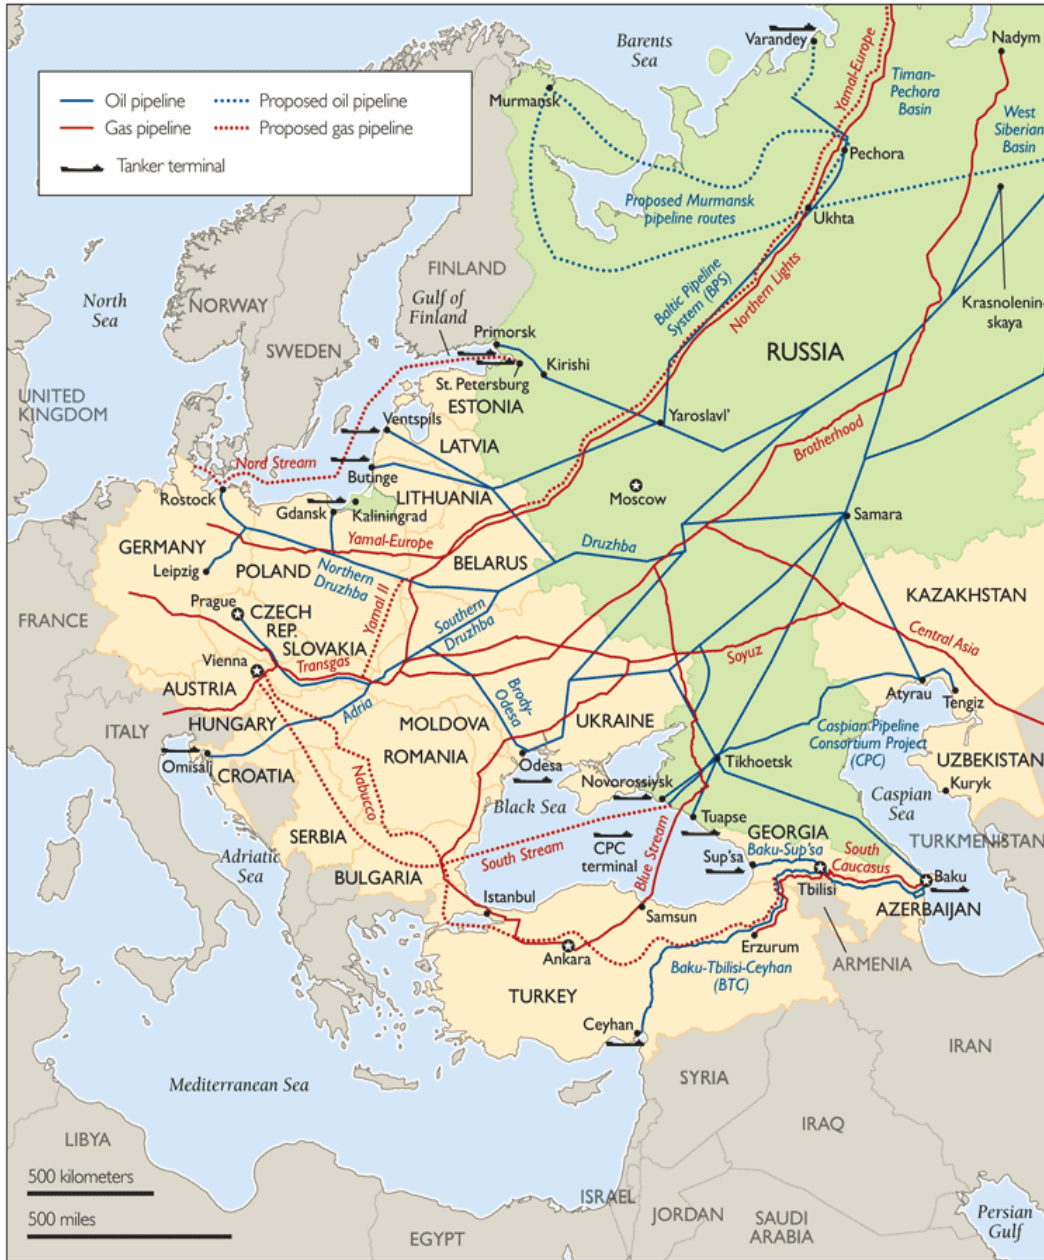 Oil pipeline
Proposed oil pipeline
Gas pipeline
Proposed gas pipeline
Tanker terminal
Barents
Sea
Varandey
Nadym
Murmansk
Yamal-Europe
Timan-
Pechora
Basin
West
Siberian
Basin
Pechora
Proposed Murmansk
pipeline routes
Ukhta
FINLAND
NORWAY
North
Sea
Gulf of
Finland
Baltic Pipeline
System (BPS)
Northern Lights
Krasnolenin-
skaya
SWEDEN
Primorsk
Kirishi
RUSSIA
St. Petersburg
ESTONIA
UNITED
KINGDOM
Ventspils
Yaroslavl'
Brotherhood
LATVIA
Nord Stream
Butinge
Moscow
Rostock
LITHUANIA
Gdansk
Kaliningrad
Samara
Yamal-Europe
GERMANY
Druzhba
Leipzig
POLAND
Northern
Druzhba
BELARUS
Prague
CZECH
REP.
Yamal II
Southern
Druzhba
KAZAKHSTAN
FRANCE
SLOVAKIA
Central Asia
Vienna
Transgas
Soyuz
AUSTRIA
Atyrau
Tengiz
Adria
Brody
Odesa
HUNGARY
MOLDOVA
UKRAINE
Caspian Pipeline
Consortium Project
(CPC)
ITALY
ROMANIA
Omisalj
Odesa
Tikhoetsk
UZBEKISTAN
CROATIA
Nabucco
Novorossiysk
Kuryk
Black Sea
Caspian
Sea
Tuapse
SERBIA
South Stream
CPC
terminal
Blue Stream
GEORGIA
TURKMENISTAN
Adriatic
Sea
Baku-Sup'sa
South
Caucasus
Sup'sa
BULGARIA
Tbilisi
Baku
Istanbul
Samsun
AZERBAIJAN
Ankara
Erzurum
ARMENIA
Baku-Tbilisi-Ceyhan
(BTC)
TURKEY
Ceyhan
IRAN
SYRIA
Mediterranean Sea
IRAQ
LIBYA
500 kilometers
500 miles
ISRAEL
JORDAN
SAUDI
ARABIA
Persian
Gulf
EGYPT